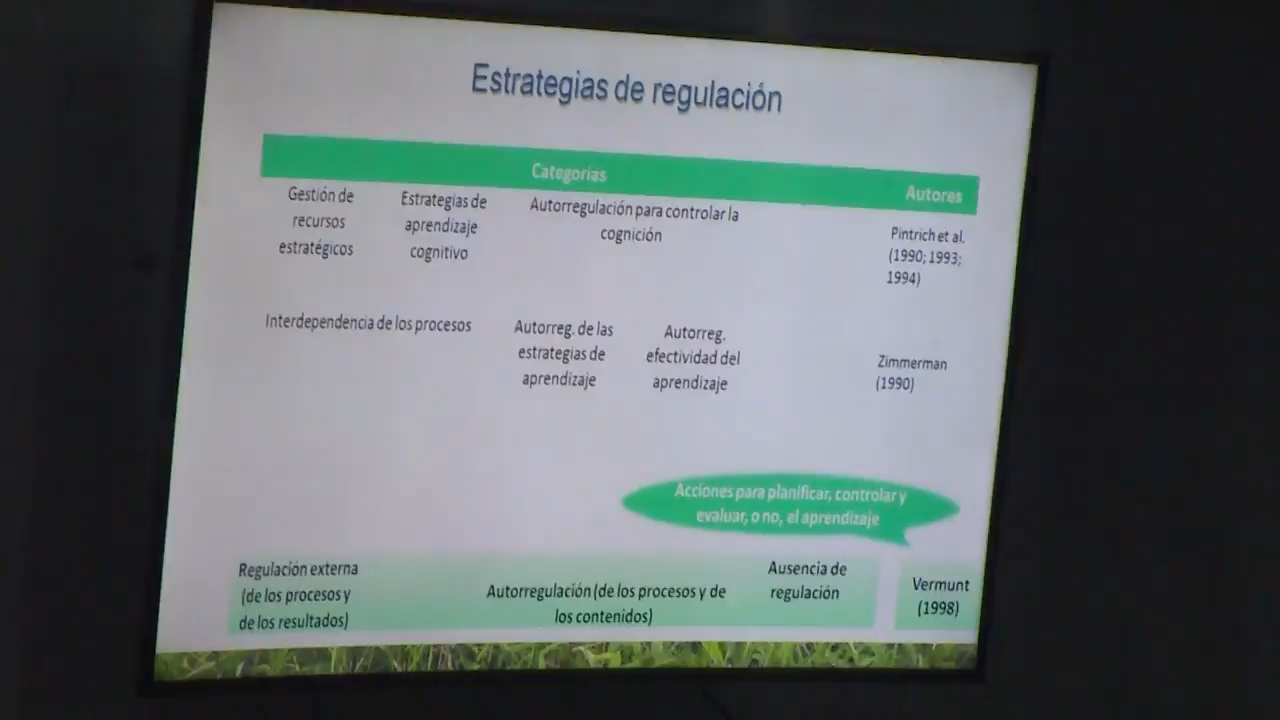 Estrategias de regulación
Categorías
Autores
Gestión de
recursos
estratégicos
Estrategias de
aprendizaje
cognitivo
Autorregulación para controlar la
cognición
Pintrich et al.
(1990; 1993;
1994)
Interdependencia de los procesos
Autorreg. de las
estrategias de
aprendizaje
Autorreg.
efectividad del
aprendizaje
Zimmerman
(1990)
Acciones para planificar, controlar y
evaluar, o no, el aprendizaje
Regulación externa
(de los procesos y
de los resultados)
Autorregulación (de los procesos y de
los contenidos)
Ausencia de
regulación
Vermunt
(1998)